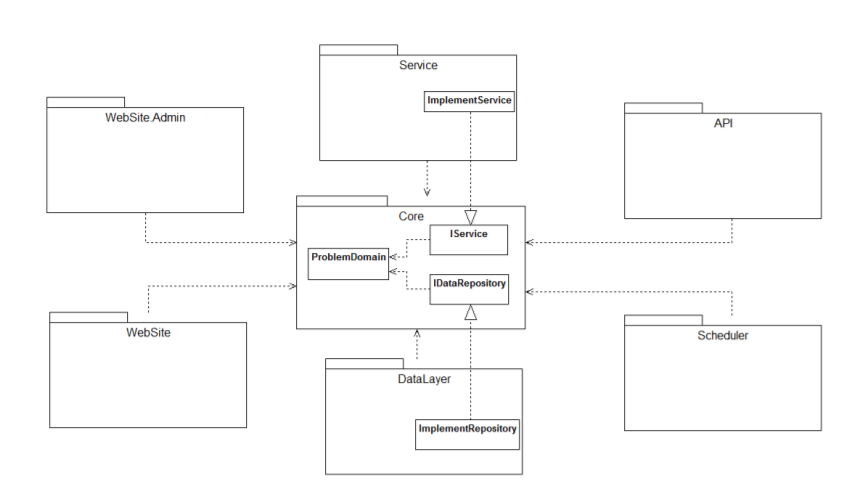 Service
ImplementService
WebSite.Admin
API
Core
IService
ProblemDomain
IDataRepository
WebSite
Scheduler
DataLayer
ImplementRepository